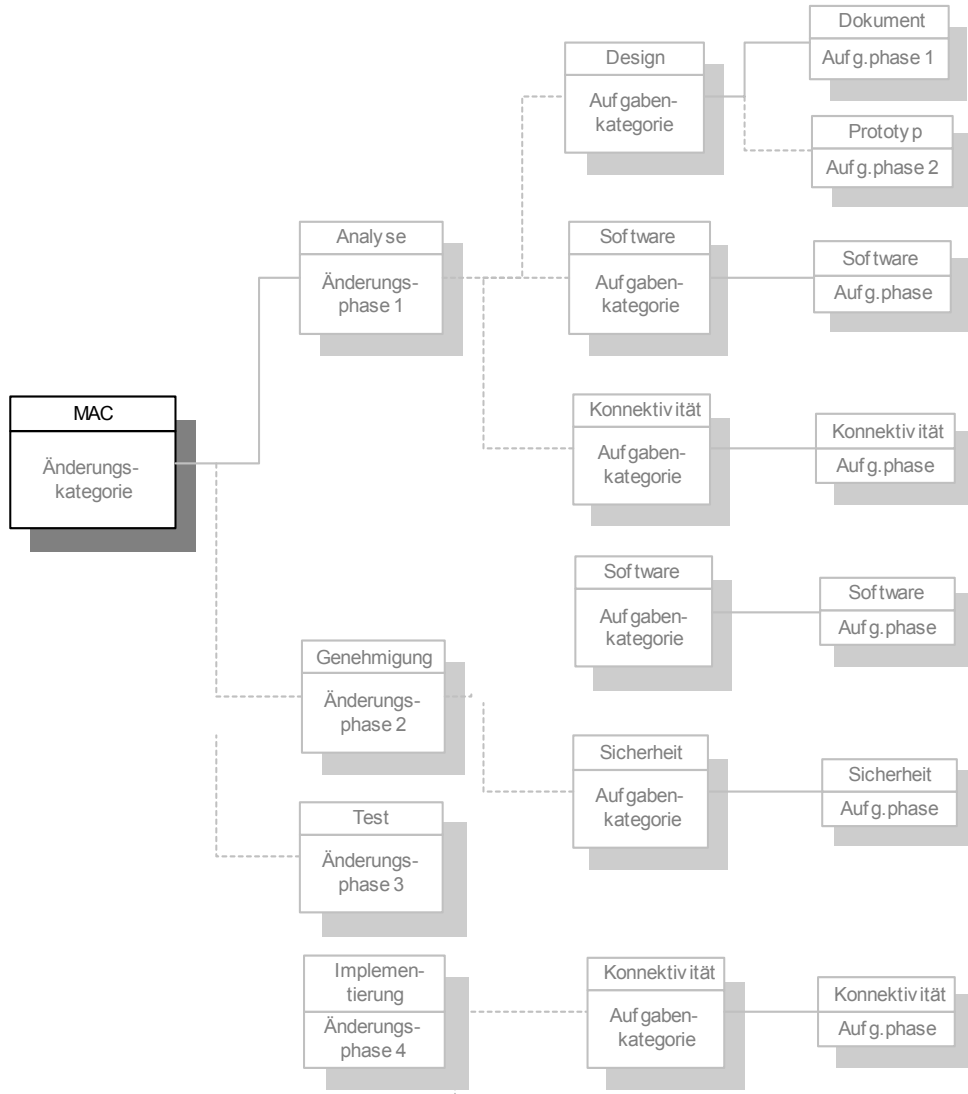 Dokument
Aufg.phase 1
Design
Aufgaben-
kategorie
Prototyp
Aufg.phase 2
Analyse
Änderungs-
phase 1
Software
Aufgaben-
kategorie
Software
Aufg.phase
MAC
Änderungs-
kategorie
Konnektivität
Aufgaben-
kategorie
Konnektivität
Aufg.phase
Software
Aufgaben-
kategorie
Software
Aufg.phase
Genehmigung
Änderungs-
phase 2
Sicherheit
Aufgaben-
kategorie
Sicherheit
Aufg.phase
Test
Änderungs-
phase 3
Implemen-
tierung
Änderungs-
phase 4
Konnektivität
Aufgaben-
kategorie
Konnektivität
Aufg.phase